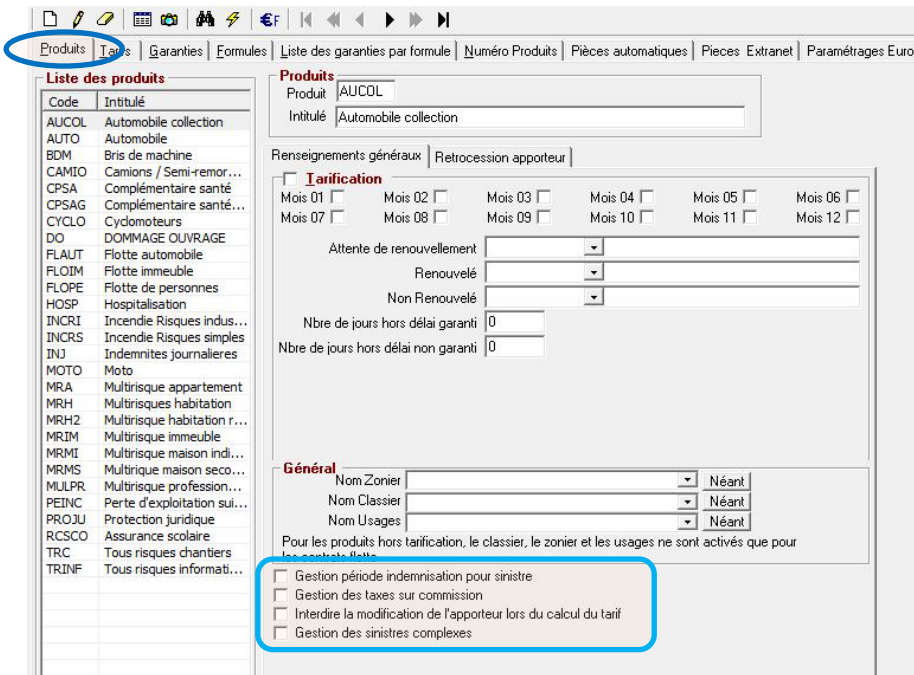 €F
Produits Tarifs Garanties Formules Liste des garanties par formule Numéro Produits Pièces automatiques Pieces Extranet Paramétrages Euro
Liste des produits
Code Intitulé
AUCOL Automobile collection
AUTO Automobile
BDM Bris de machine
CAMIO Camions / Semi-remor...
CPSA Complémentaire santé
CPSAG Complémentaire santé...
CYCLO Cyclomoteurs
DO DOMMAGE OUVRAGE
FLAUT Flotte automobile
FLOIM Flotte immeuble
FLOPE Flotte de personnes
HOSP Hospitalisation
INCRI Incendie Risques indus...
INCRS Incendie Risques simples
INJ Indemnites journalieres
MOTO Moto
MRA Multirisque appartement
MRH Multirisques habitation
MRH2 Multirisque habitation r...
MRIM Multirisque immeuble
MRMI Multirisque maison indi...
MRMS Multirique maison seco...
MULPR Multirisque profession...
PEINC Perte d'exploitation sui...
PROJU Protection juridique
RCSCO Assurance scolaire
TRC Tous risques chantiers
TRINF Tous risques informati...
Produits
Produit AUCOL
Intitulé Automobile collection
Renseignements généraux Retrocession apporteur
Tarification
Mois 01 Mois 02 Mois 03 Mois 04 Mois 05 Mois 06
Mois 07 Mois 08 Mois 09 Mois 10 Mois 11 Mois 12
Attente de renouvellement
Renouvelé
Non Renouvelé
Nbre de jours hors délai garanti 0
Nbre de jours hors délai non garanti 0
Général
Nom Zonier Néant
Nom Classier Néant
Nom Usages Néant
Pour les produits hors tarification, le classier, le zonier et les usages ne sont activés que pour
les contrats flotte
Gestion période indemnisation pour sinistre
Gestion des taxes sur commission
Interdire la modification de l'apporteur lors du calcul du tarif
Gestion des sinistres complexes